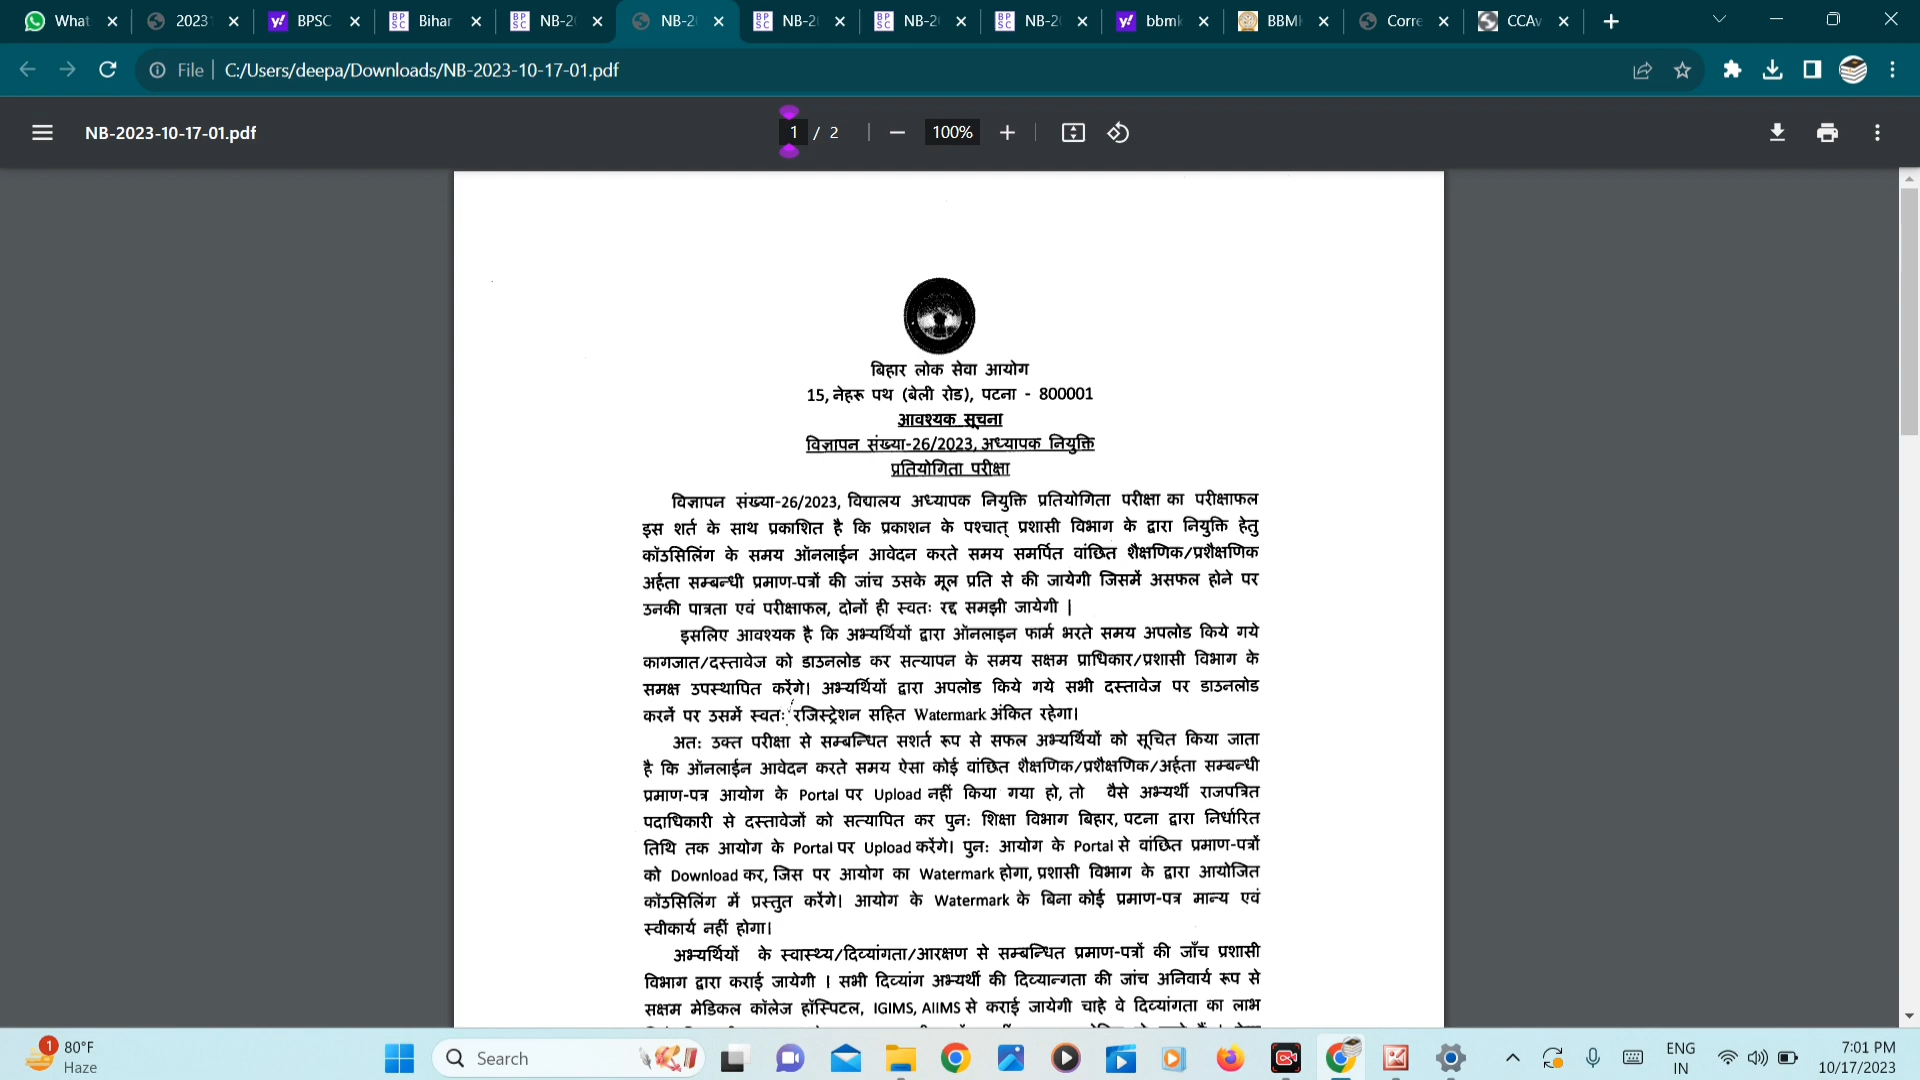 What
2023
BPSC
Bihar
NB-2
NB-2
NB-2
NB-2
NB-2
bbmk
BBMK
Corre
CCAv
File
C:/Users/deepa/Downloads/NB-2023-10-17-01.pdf
NB-2023-10-17-01.pdf
1 / 2
100%
बिहार लोक सेवा आयोग
15, नेहरू पथ (बेली रोड), पटना - 800001
आवश्यक सूचना
विज्ञापन संख्या-26/2023, अध्यापक नियुक्ति
प्रतियोगिता परीक्षा
विज्ञापन संख्या-26/2023, विद्यालय अध्यापक नियुक्ति प्रतियोगिता परीक्षा का परीक्षाफल
इस शर्त के साथ प्रकाशित है कि प्रकाशन के पश्चात् प्रशासी विभाग के द्वारा नियुक्ति हेतु
कॉउसिलिंग के समय ऑनलाईन आवेदन करते समय समर्पित वांछित शैक्षणिक/प्रशैक्षणिक
अर्हता सम्बन्धी प्रमाण-पत्रों की जांच उसके मूल प्रति से की जायेगी जिसमें असफल होने पर
उनकी पात्रता एवं परीक्षाफल, दोनों ही स्वतः रद्द समझी जायेगी |
इसलिए आवश्यक है कि अभ्यर्थियों द्वारा ऑनलाइन फार्म भरते समय अपलोड किये गये
कागजात/दस्तावेज को डाउनलोड कर सत्यापन के समय सक्षम प्राधिकार/प्रशासी विभाग के
समक्ष उपस्थापित करेंगे। अभ्यर्थियों द्वारा अपलोड किये गये सभी दस्तावेज पर डाउनलोड
करनें पर उसमें स्वतः रजिस्ट्रेशन सहित Watermark अंकित रहेगा।
अतः उक्त परीक्षा से सम्बन्धित सशर्त रूप से सफल अभ्यर्थियों को सूचित किया जाता
है कि ऑनलाईन आवेदन करते समय ऐसा कोई वांछित शैक्षणिक/प्रशैक्षणिक/अर्हता सम्बन्धी
प्रमाण-पत्र आयोग के Portal पर Upload नहीं किया गया हो, तो वैसे अभ्यर्थी राजपत्रित
पदाधिकारी से दस्तावेजों को सत्यापित कर पुनः शिक्षा विभाग बिहार, पटना द्वारा निर्धारित
तिथि तक आयोग के Portal पर Upload करेंगे। पुनः आयोग के Portal से वांछित प्रमाण-पत्रों
को Download कर, जिस पर आयोग का Watermark होगा, प्रशासी विभाग के द्वारा आयोजित
कॉउसिलिंग में प्रस्तुत करेंगे। आयोग के Watermark के बिना कोई प्रमाण-पत्र मान्य एवं
स्वीकार्य नहीं होगा।
अभ्यर्थियों के स्वास्थ्य/दिव्यांगता/आरक्षण से सम्बन्धित प्रमाण-पत्रों की जाँच प्रशासी
विभाग द्वारा कराई जायेगी | सभी दिव्यांग अभ्यर्थी की दिव्यान्गता की जांच अनिवार्य रूप से
सक्षम मेडिकल कॉलेज हॉस्पिटल, IGIMS, AIIMS से कराई जायेगी चाहे वे दिव्यांगता का लाभ
1
80°F
Haze
Search
ENG
IN
7:01 PM
10/17/2023